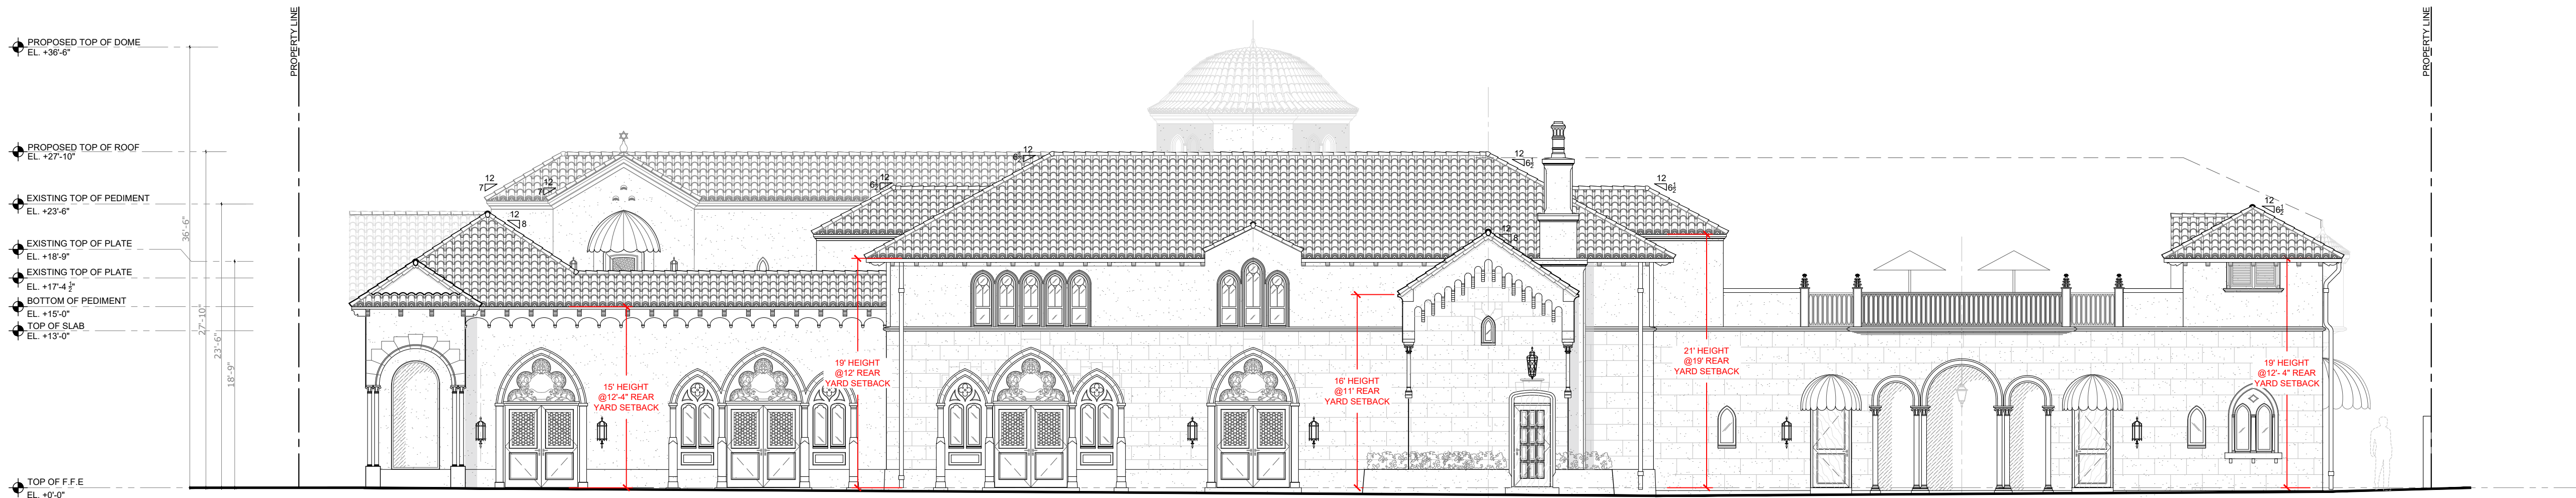 PROPERTY LINE
PROPERTY LINE
PROPOSED TOP OF DOME
EL. +36'-6"
PROPOSED TOP OF ROOF
EL. +27'-10"
EXISTING TOP OF PEDIMENT
EL. +23'-6"
EXISTING TOP OF PLATE
EL. +18'-9"
EXISTING TOP OF PLATE
EL. +17'-4 1/2"
BOTTOM OF PEDIMENT
EL. +15'-0"
TOP OF SLAB
EL. +13'-0"
TOP OF F.F.E
EL. +0'-0"
36'-6"
27'-10"
23'-6"
18'-9"
12
7
12
7
12
8
12
6 1/2
12
6 1/2
12
6 1/2
12
8
12
6 1/2
12
6 1/2
15' HEIGHT
@12'-4" REAR
YARD SETBACK
19' HEIGHT
@12' REAR
YARD SETBACK
16' HEIGHT
@11' REAR
YARD SETBACK
21' HEIGHT
@19' REAR
YARD SETBACK
19' HEIGHT
@12'- 4" REAR
YARD SETBACK